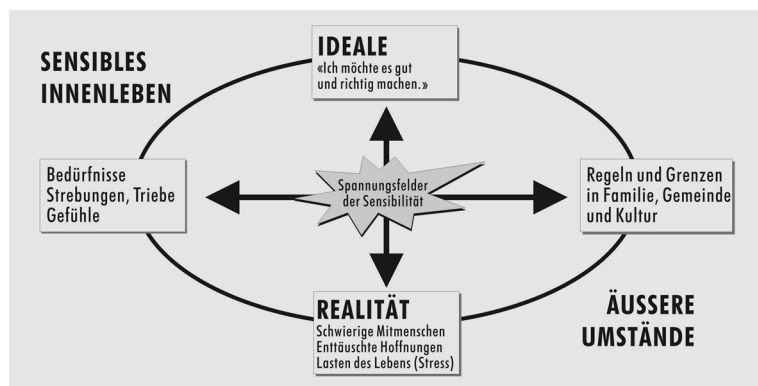 SENSIBLES
INNENLEBEN
IDEALE
«Ich möchte es gut
und richtig machen.»
Bedürfnisse
Strebungen, Triebe
Gefühle
Spannungsfelder
der Sensibilität
Regeln und Grenzen
in Familie, Gemeinde
und Kultur
REALITÄT
Schwierige Mitmenschen
Enttäuschte Hoffnungen
Lasten des Lebens (Stress)
ÄUSSERE
UMSTÄNDE